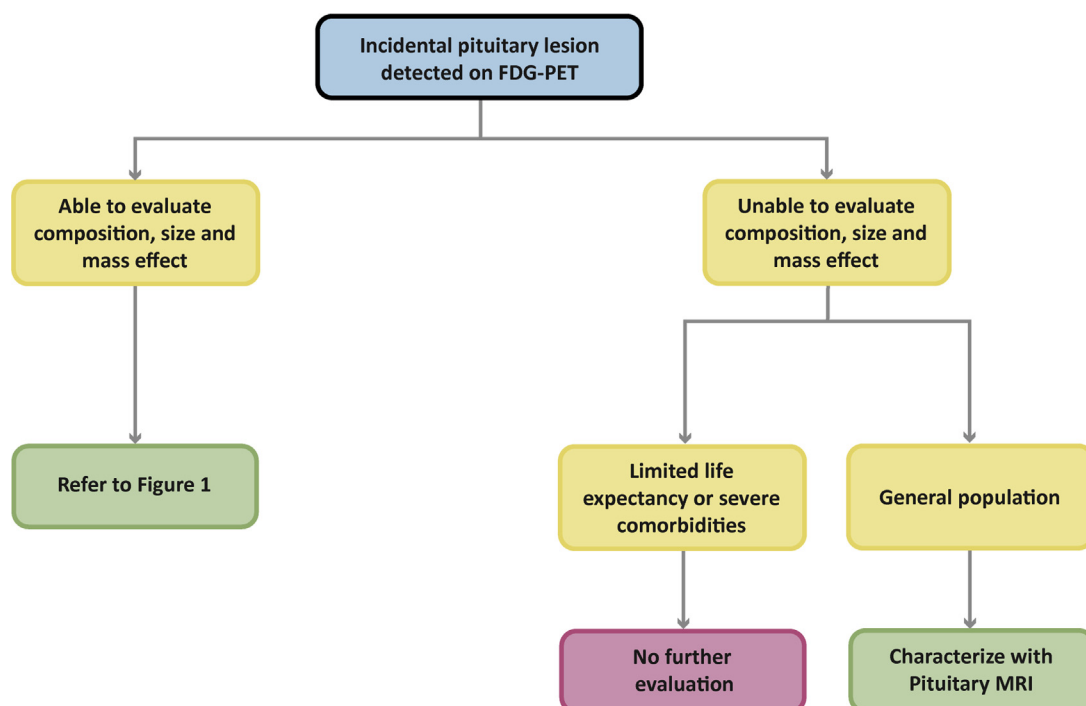 Incidental pituitary lesion
detected on FDG-PET
Able to evaluate
composition, size and
mass effect
Unable to evaluate
composition, size and
mass effect
Refer to Figure 1
Limited life
expectancy or severe
comorbidities
General population
No further
evaluation
Characterize with
Pituitary MRI